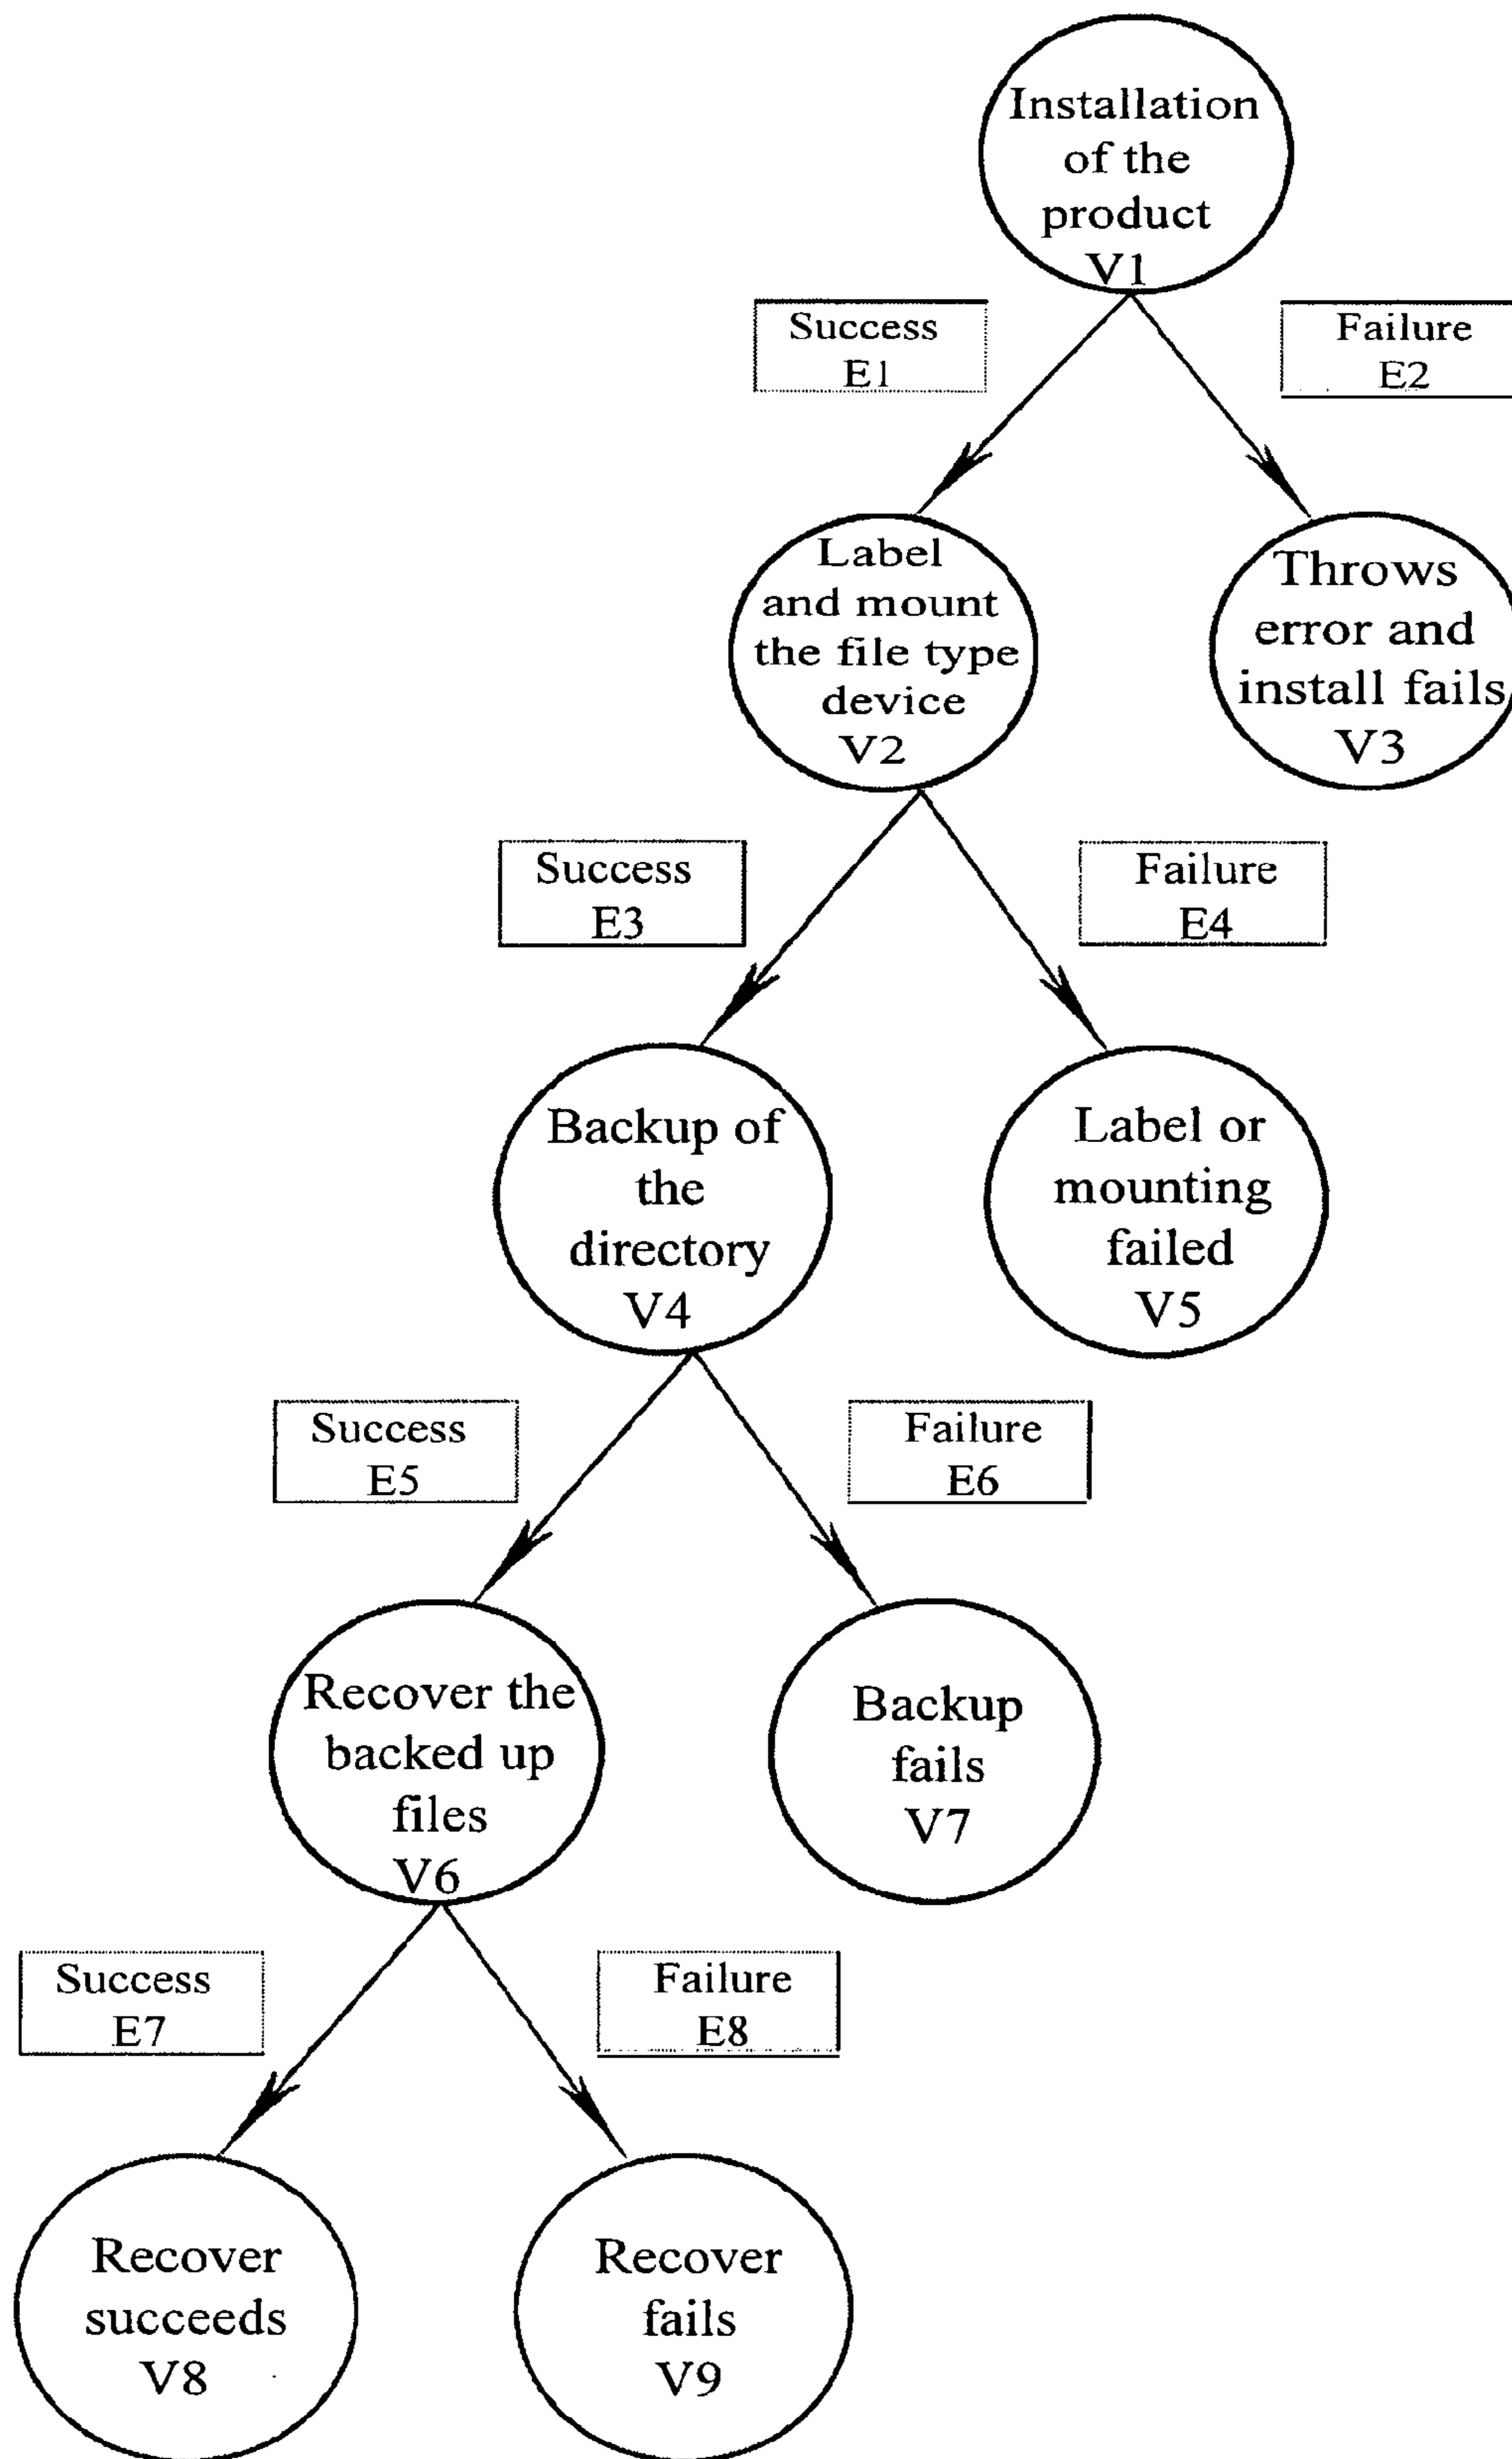 Installation
of the
product
V1
Success
E1
Failure
E2
Label
and mount
the file type
device
V2
Throws
error and
install fails
V3
Success
E3
Failure
E4
Backup of
the
directory
V4
Label or
mounting
failed
V5
Success
E5
Failure
E6
Recover the
backed up
files
V6
Backup
fails
V7
Success
E7
Failure
E8
Recover
succeeds
V8
Recover
fails
V9